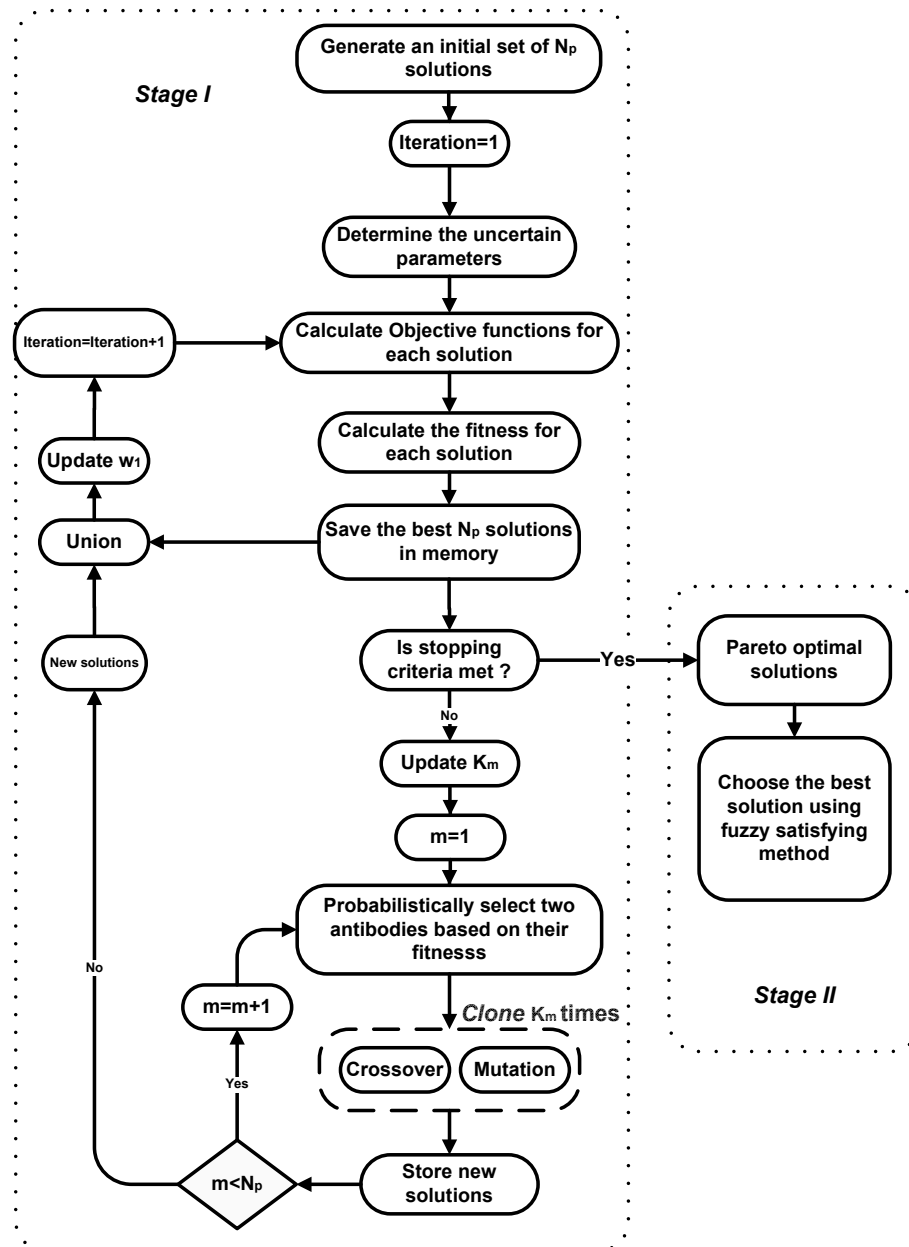 Generate an initial set of Np
solutions
Stage I
Iteration=1
Determine the uncertain
parameters
Iteration=Iteration+1
Calculate Objective functions for
each solution
Calculate the fitness for
each solution
Update w1
Save the best Np solutions
in memory
Union
New solutions
Is stopping
criteria met ?
Yes
Pareto optimal
solutions
No
Update Km
Choose the best
solution using
fuzzy satisfying
method
m=1
Probabilistically select two
antibodies based on their
fitnesss
No
m=m+1
Clone Km times
Stage II
Crossover
Mutation
Yes
m<Np
Store new
solutions